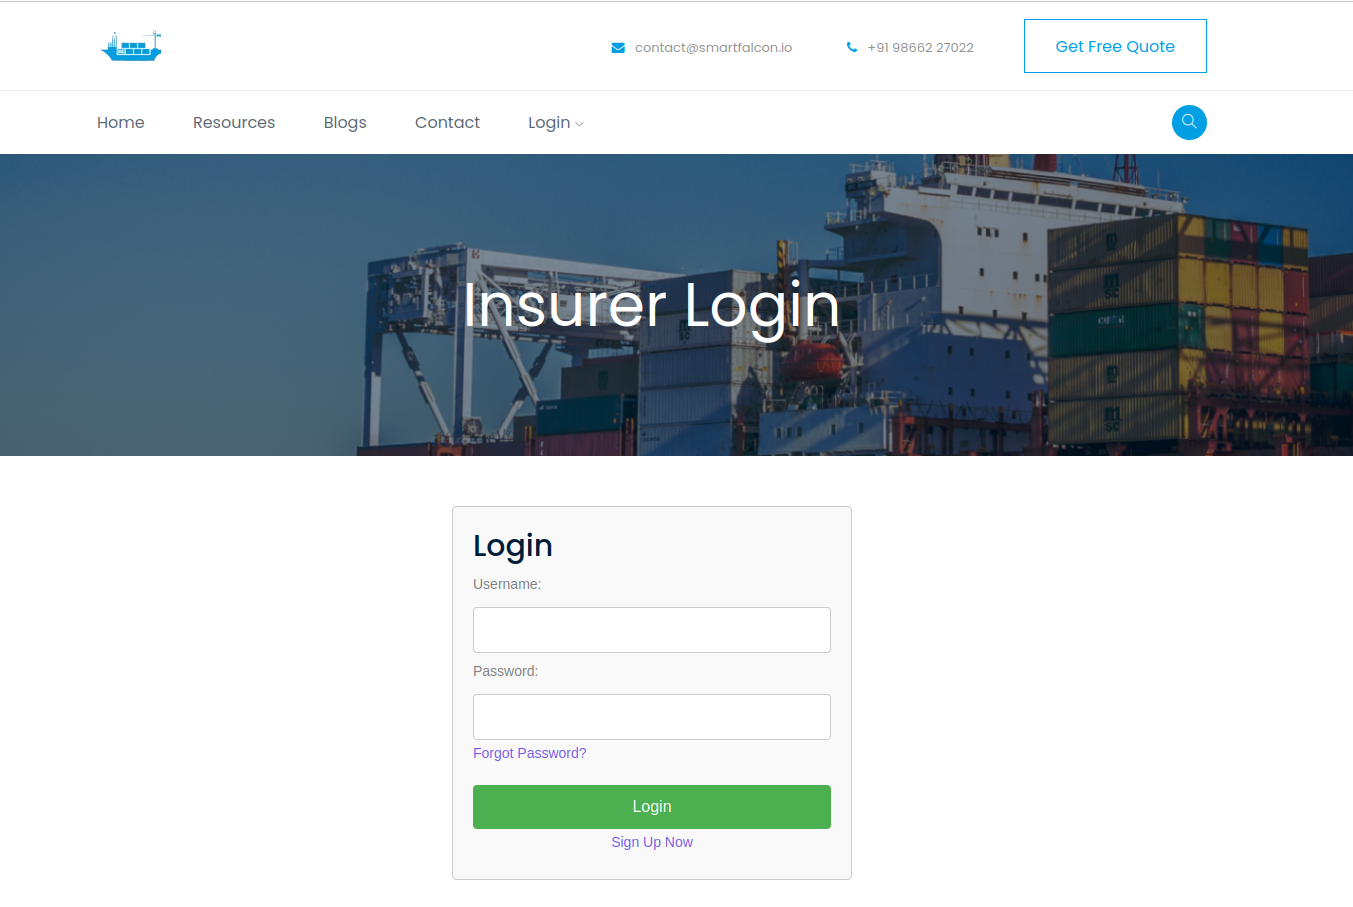 contact@smartfalcon.io
+91 98662 27022
Get Free Quote
Home
Resources
Blogs
Contact
Login
Insurer Login
Login
Username:
Password:
Forgot Password?
Login
Sign Up Now